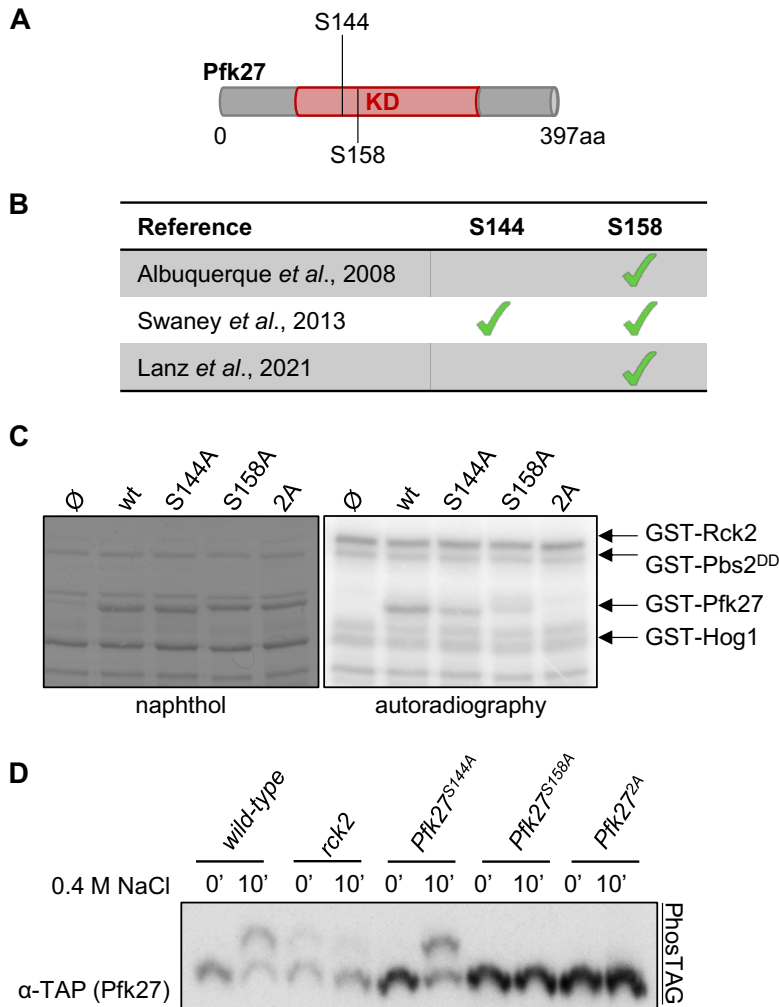 A
S144
Pfk27
KD
0 397aa
S158
B
Reference S144 S158
Albuquerque et al., 2008
Swaney et al., 2013
Lanz et al., 2021
C
Ø wt S144A S158A 2A Ø wt S144A S158A 2A
GST-Rck2
GST-Pbs2ᴰᴰ
GST-Pfk27
GST-Hog1
naphthol autoradiography
D
wild-type rck2 Pfk27S144A Pfk27S158A Pfk272A
0.4 M NaCl 0’ 10’ 0’ 10’ 0’ 10’ 0’ 10’ 0’ 10’
PhosTAG
α-TAP (Pfk27)